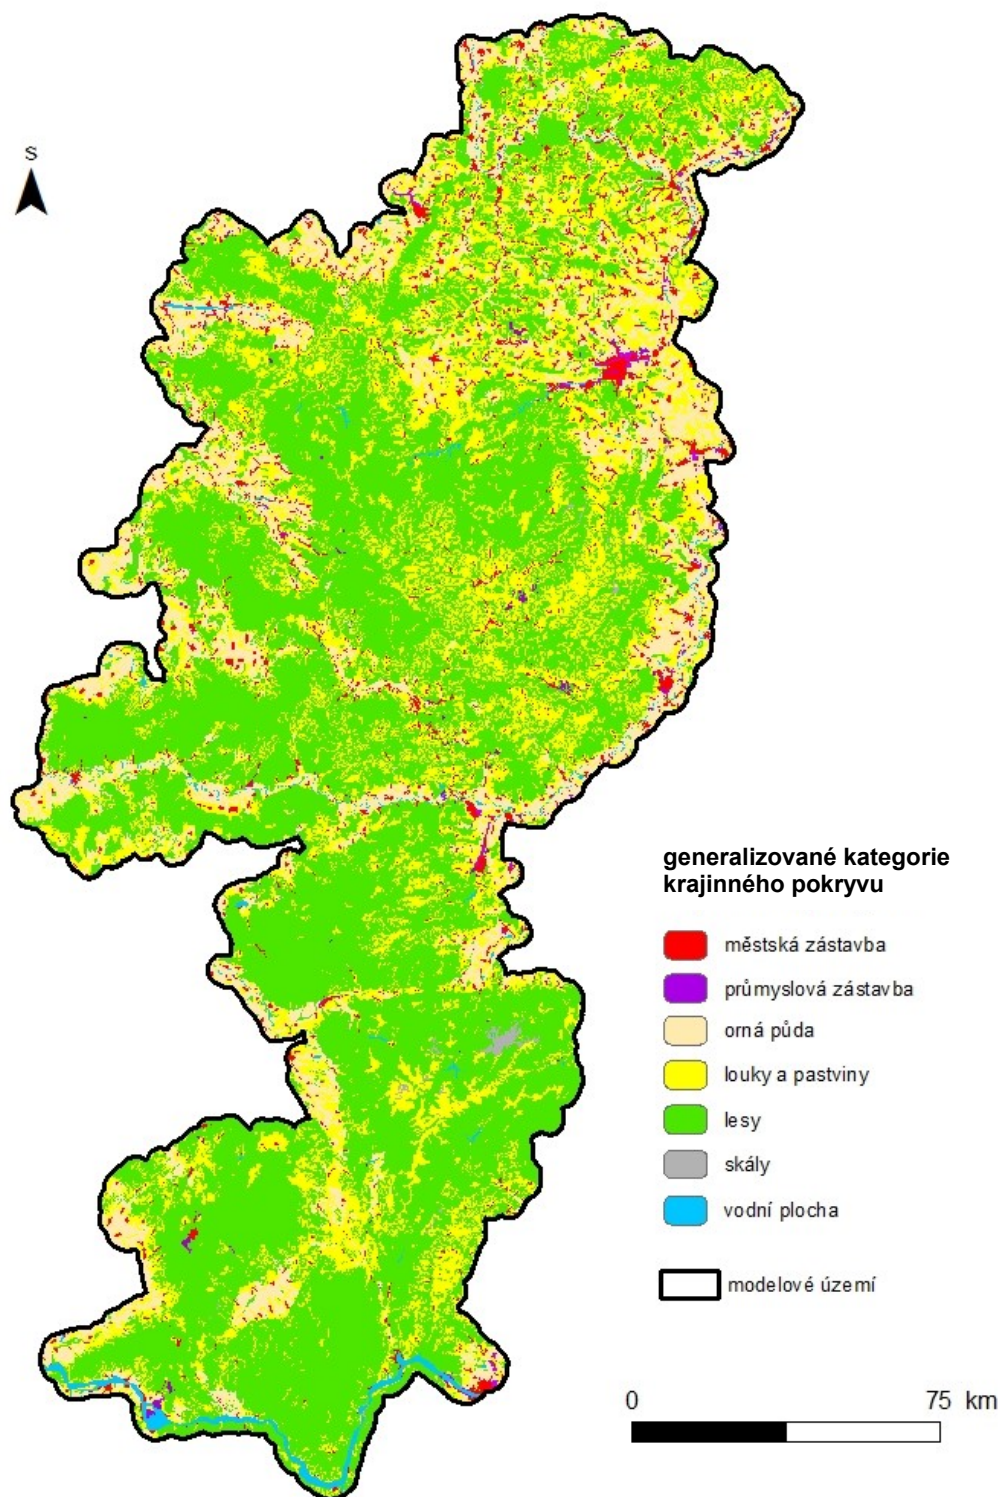 S
generalizované kategorie
krajinného pokryvu
městská zástavba
průmyslová zástavba
orná půda
louky a pastviny
lesy
skály
vodní plocha
modelové území
0 75 km